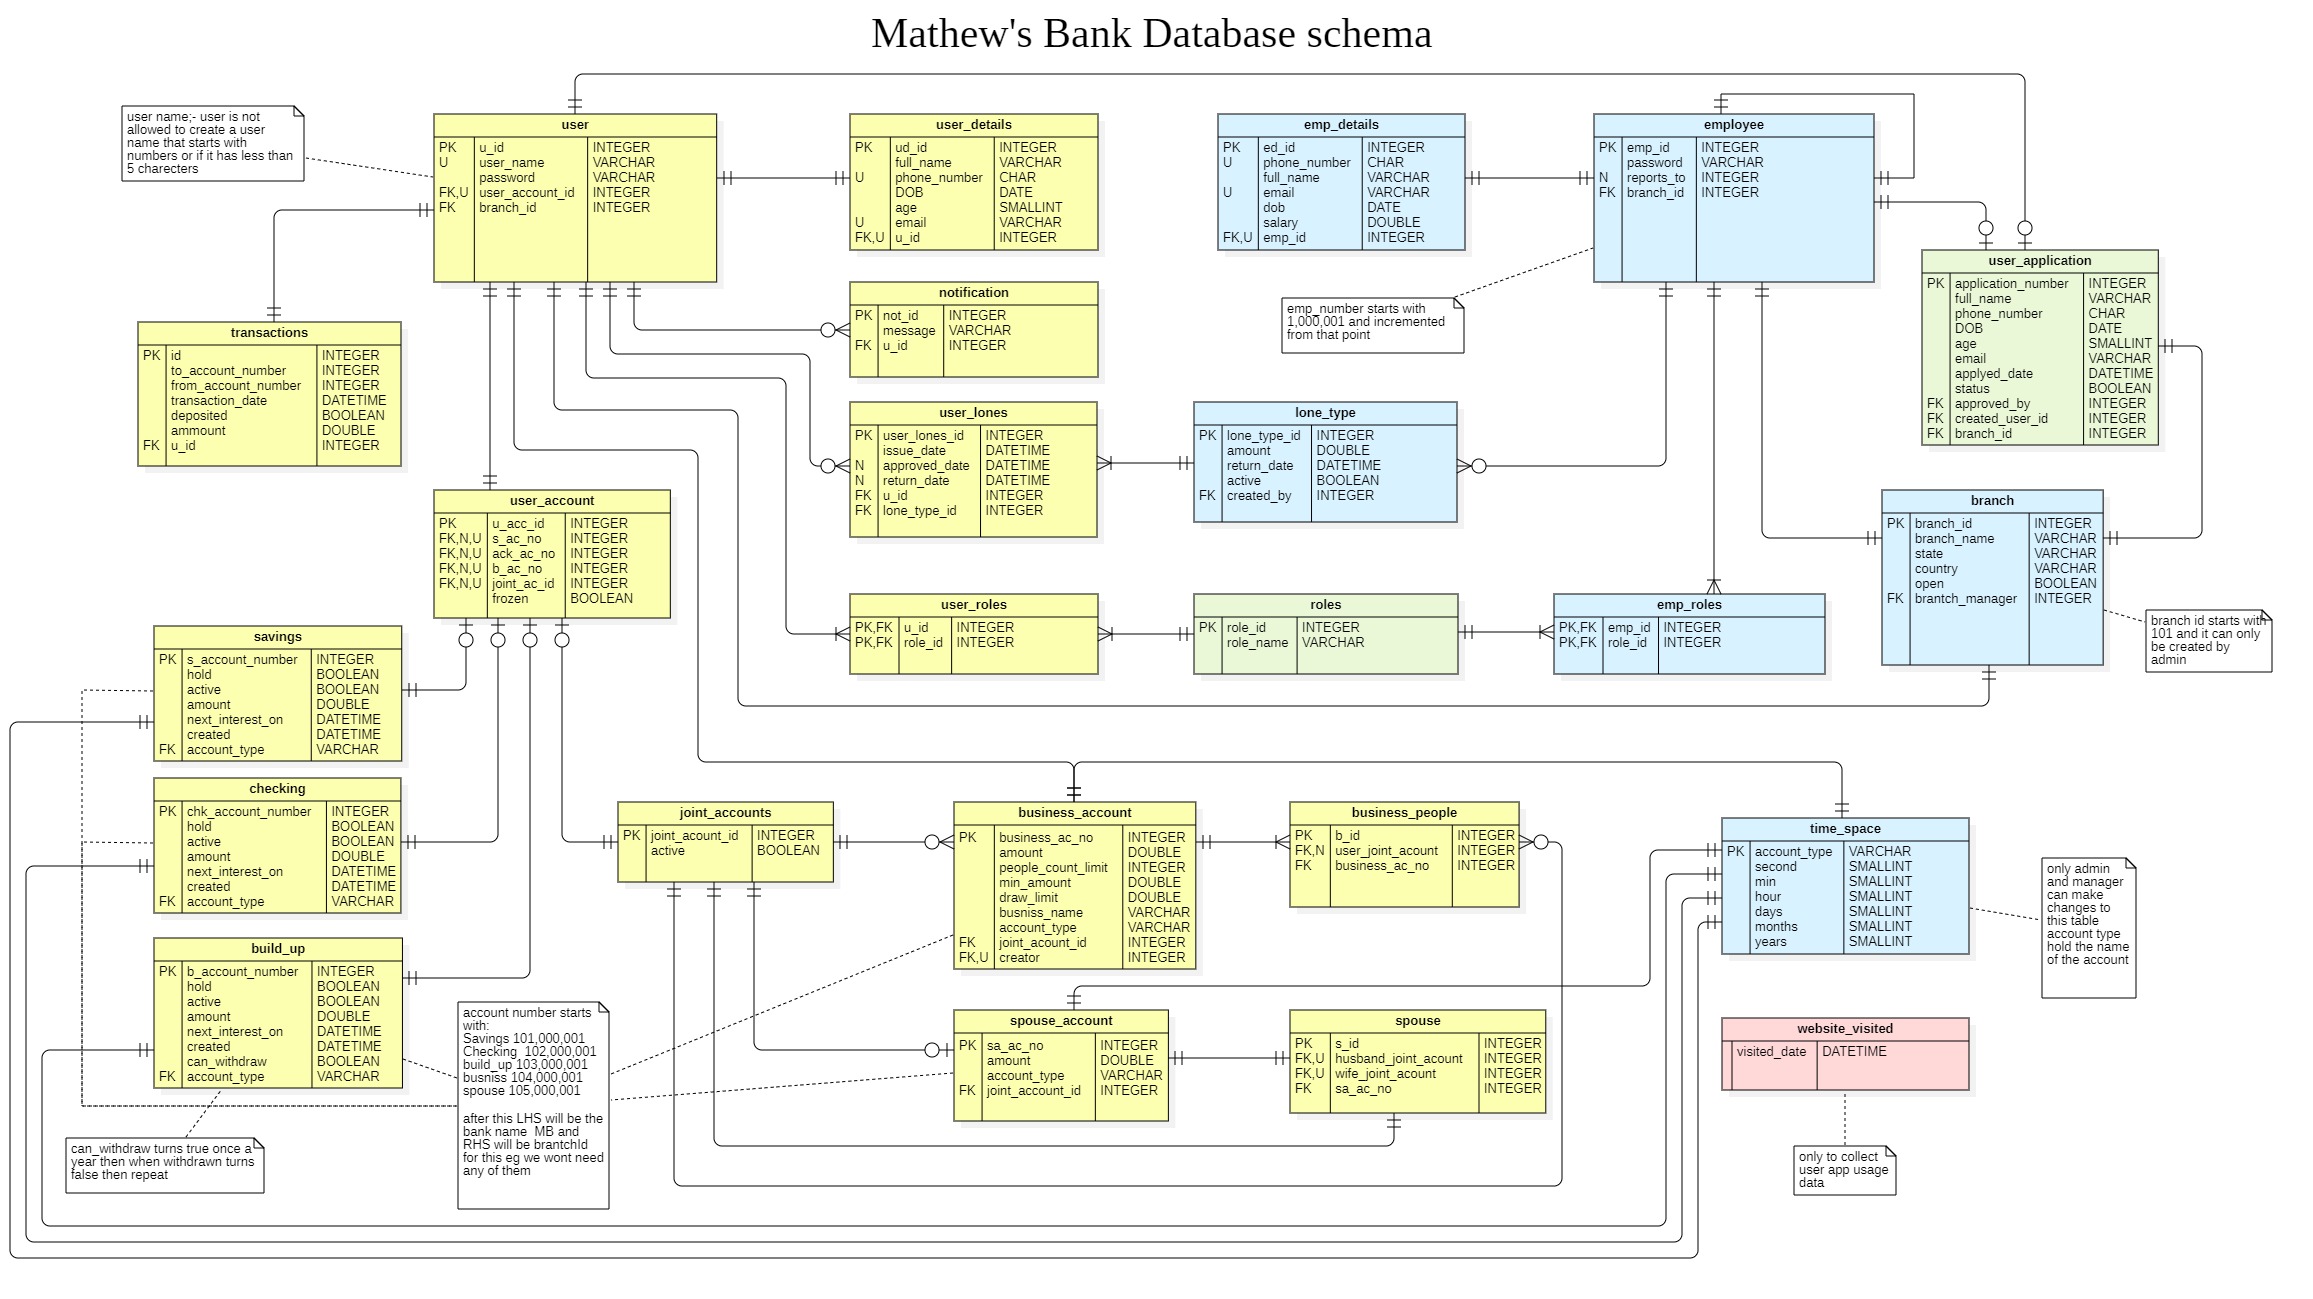 Mathew's Bank Database schema
user name;- user is not
allowed to create a user
name that starts with
numbers or if it has less than
5 charecters
user
PK u_id INTEGER
U user_name VARCHAR
password VARCHAR
FK,U user_account_id INTEGER
FK branch_id INTEGER
user_details
PK ud_id INTEGER
full_name VARCHAR
U phone_number CHAR
DOB DATE
age SMALLINT
U email VARCHAR
FK,U u_id INTEGER
emp_details
PK ed_id INTEGER
U phone_number CHAR
full_name VARCHAR
U email VARCHAR
dob DATE
salary DOUBLE
FK,U emp_id INTEGER
employee
PK emp_id INTEGER
password VARCHAR
N reports_to INTEGER
FK branch_id INTEGER
user_application
PK application_number INTEGER
full_name VARCHAR
phone_number CHAR
DOB DATE
age SMALLINT
email VARCHAR
applyed_date DATETIME
status BOOLEAN
FK approved_by INTEGER
FK created_user_id INTEGER
FK branch_id INTEGER
transactions
PK id INTEGER
to_account_number INTEGER
from_account_number INTEGER
transaction_date DATETIME
deposited BOOLEAN
ammount DOUBLE
FK u_id INTEGER
notification
PK not_id INTEGER
message VARCHAR
FK u_id INTEGER
emp_number starts with
1,000,001 and incremented
from that point
user_lones
PK user_lones_id INTEGER
issue_date DATETIME
N approved_date DATETIME
N return_date DATETIME
FK u_id INTEGER
FK lone_type_id INTEGER
lone_type
PK lone_type_id INTEGER
amount DOUBLE
return_date DATETIME
active BOOLEAN
FK created_by INTEGER
user_account
PK u_acc_id INTEGER
FK,N,U s_ac_no INTEGER
FK,N,U ack_ac_no INTEGER
FK,N,U b_ac_no INTEGER
FK,N,U joint_ac_id INTEGER
frozen BOOLEAN
branch
PK branch_id INTEGER
branch_name VARCHAR
state VARCHAR
country VARCHAR
open BOOLEAN
FK brantch_manager INTEGER
branch id starts with
101 and it can only
be created by
admin
user_roles
PK,FK u_id INTEGER
PK,FK role_id INTEGER
roles
PK role_id INTEGER
role_name VARCHAR
emp_roles
PK,FK emp_id INTEGER
PK,FK role_id INTEGER
savings
PK s_account_number INTEGER
hold BOOLEAN
active BOOLEAN
amount DOUBLE
next_interest_on DATETIME
created DATETIME
FK account_type VARCHAR
checking
PK chk_account_number INTEGER
hold BOOLEAN
active BOOLEAN
amount DOUBLE
next_interest_on DATETIME
created DATETIME
FK account_type VARCHAR
joint_accounts
PK joint_acount_id INTEGER
active BOOLEAN
business_account
PK business_ac_no INTEGER
amount DOUBLE
people_count_limit INTEGER
min_amount DOUBLE
draw_limit DOUBLE
busniss_name VARCHAR
account_type VARCHAR
FK joint_acount_id INTEGER
FK,U creator INTEGER
business_people
PK b_id INTEGER
FK,N user_joint_acount INTEGER
FK business_ac_no INTEGER
time_space
PK account_type VARCHAR
second SMALLINT
min SMALLINT
hour SMALLINT
days SMALLINT
months SMALLINT
years SMALLINT
only admin
and manager
can make
changes to
this table
account type
hold the name
of the account
build_up
PK b_account_number INTEGER
hold BOOLEAN
active BOOLEAN
amount DOUBLE
next_interest_on DATETIME
created DATETIME
can_withdraw BOOLEAN
FK account_type VARCHAR
account number starts
with:
Savings 101,000,001
Checking 102,000,001
build_up 103,000,001
busniss 104,000,001
spouse 105,000,001
after this LHS will be the
bank name MB and
RHS will be brantchId
for this eg we wont need
any of them
spouse_account
PK sa_ac_no INTEGER
amount DOUBLE
account_type VARCHAR
FK joint_account_id INTEGER
spouse
PK s_id INTEGER
FK,U husband_joint_acount INTEGER
FK,U wife_joint_acount INTEGER
FK sa_ac_no INTEGER
website_visited
visited_date DATETIME
can_withdraw turns true once a
year then when withdrawn turns
false then repeat
only to collect
user app usage
data